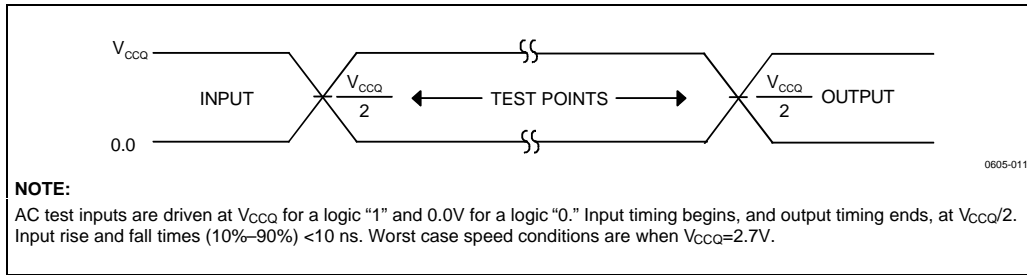 VCCQ
INPUT
VCCQ
2
TEST POINTS
VCCQ
2
OUTPUT
0.0
0605-011
NOTE:
AC test inputs are driven at VCCQ for a logic “1” and 0.0V for a logic “0.” Input timing begins, and output timing ends, at VCCQ/2.
Input rise and fall times (10%–90%) <10 ns. Worst case speed conditions are when VCCQ=2.7V.